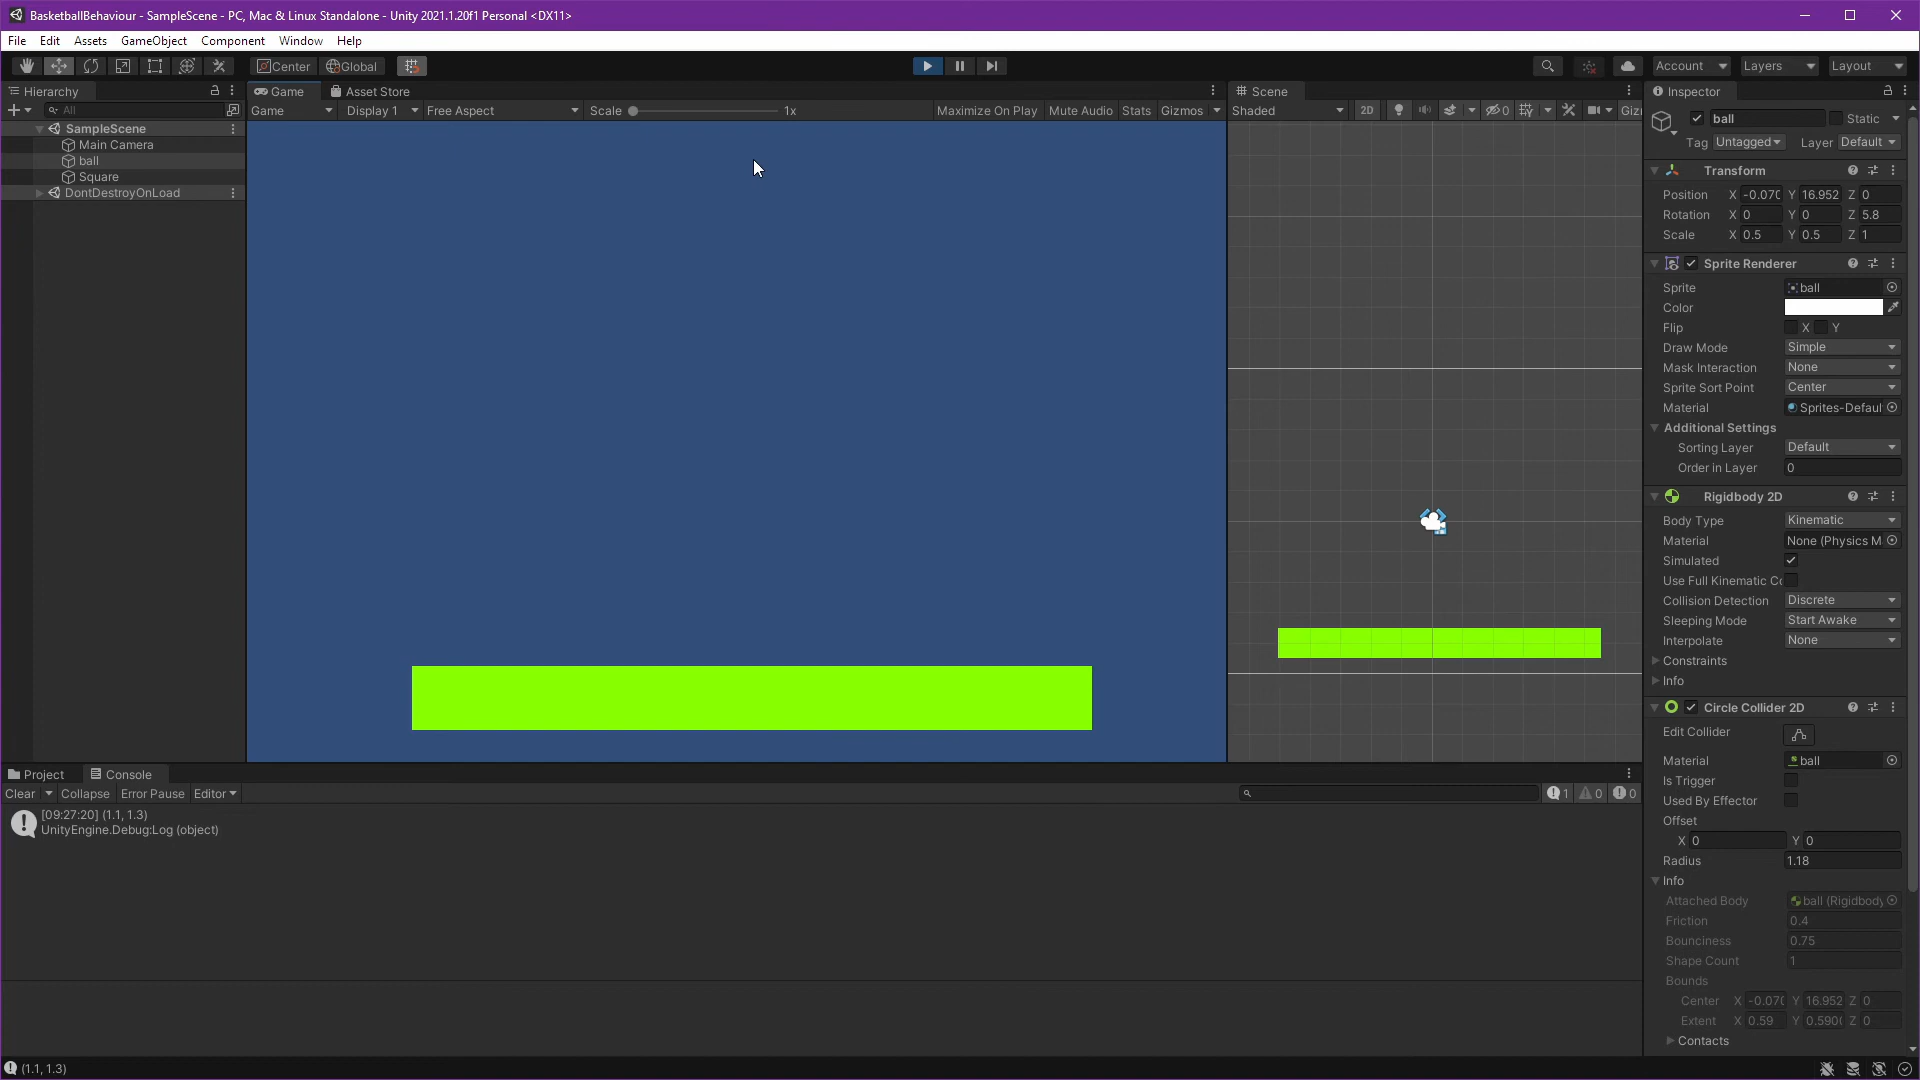 BasketballBehaviour - SampleScene - PC, Mac & Linux Standalone - Unity 2021.1.20f1 Personal <DX11>
File Edit Assets GameObject Component Window Help
Center Global Account Layers Layout
Hierarchy
All
SampleScene
Main Camera
ball
Square
DontDestroyOnLoad
Game Asset Store
Game Display 1 Free Aspect Scale 1x Maximize On Play Mute Audio Stats Gizmos
Scene
Shaded 2D 0 Giz
Inspector
ball Static
Tag Untagged Layer Default
Transform
Position X -0.070 Y 16.952 Z 0
Rotation X 0 Y 0 Z 5.8
Scale X 0.5 Y 0.5 Z 1
Sprite Renderer
Sprite ball
Color
Flip X Y
Draw Mode Simple
Mask Interaction None
Sprite Sort Point Center
Material Sprites-Defaul
Additional Settings
Sorting Layer Default
Order in Layer 0
Rigidbody 2D
Body Type Kinematic
Material None (Physics M
Simulated
Use Full Kinematic Co
Collision Detection Discrete
Sleeping Mode Start Awake
Interpolate None
Constraints
Info
Circle Collider 2D
Edit Collider
Material ball
Is Trigger
Used By Effector
Offset
X 0 Y 0
Radius 1.18
Info
Attached Body ball (Rigidbody
Friction 0.4
Bounciness 0.75
Shape Count 1
Bounds
Center X -0.070 Y 16.952 Z 0
Extent X 0.59 Y 0.590 Z 0
Contacts
Project Console
Clear Collapse Error Pause Editor 1 0 0
[09:27:20] (1.1, 1.3)
UnityEngine.Debug:Log (object)
(1.1, 1.3)